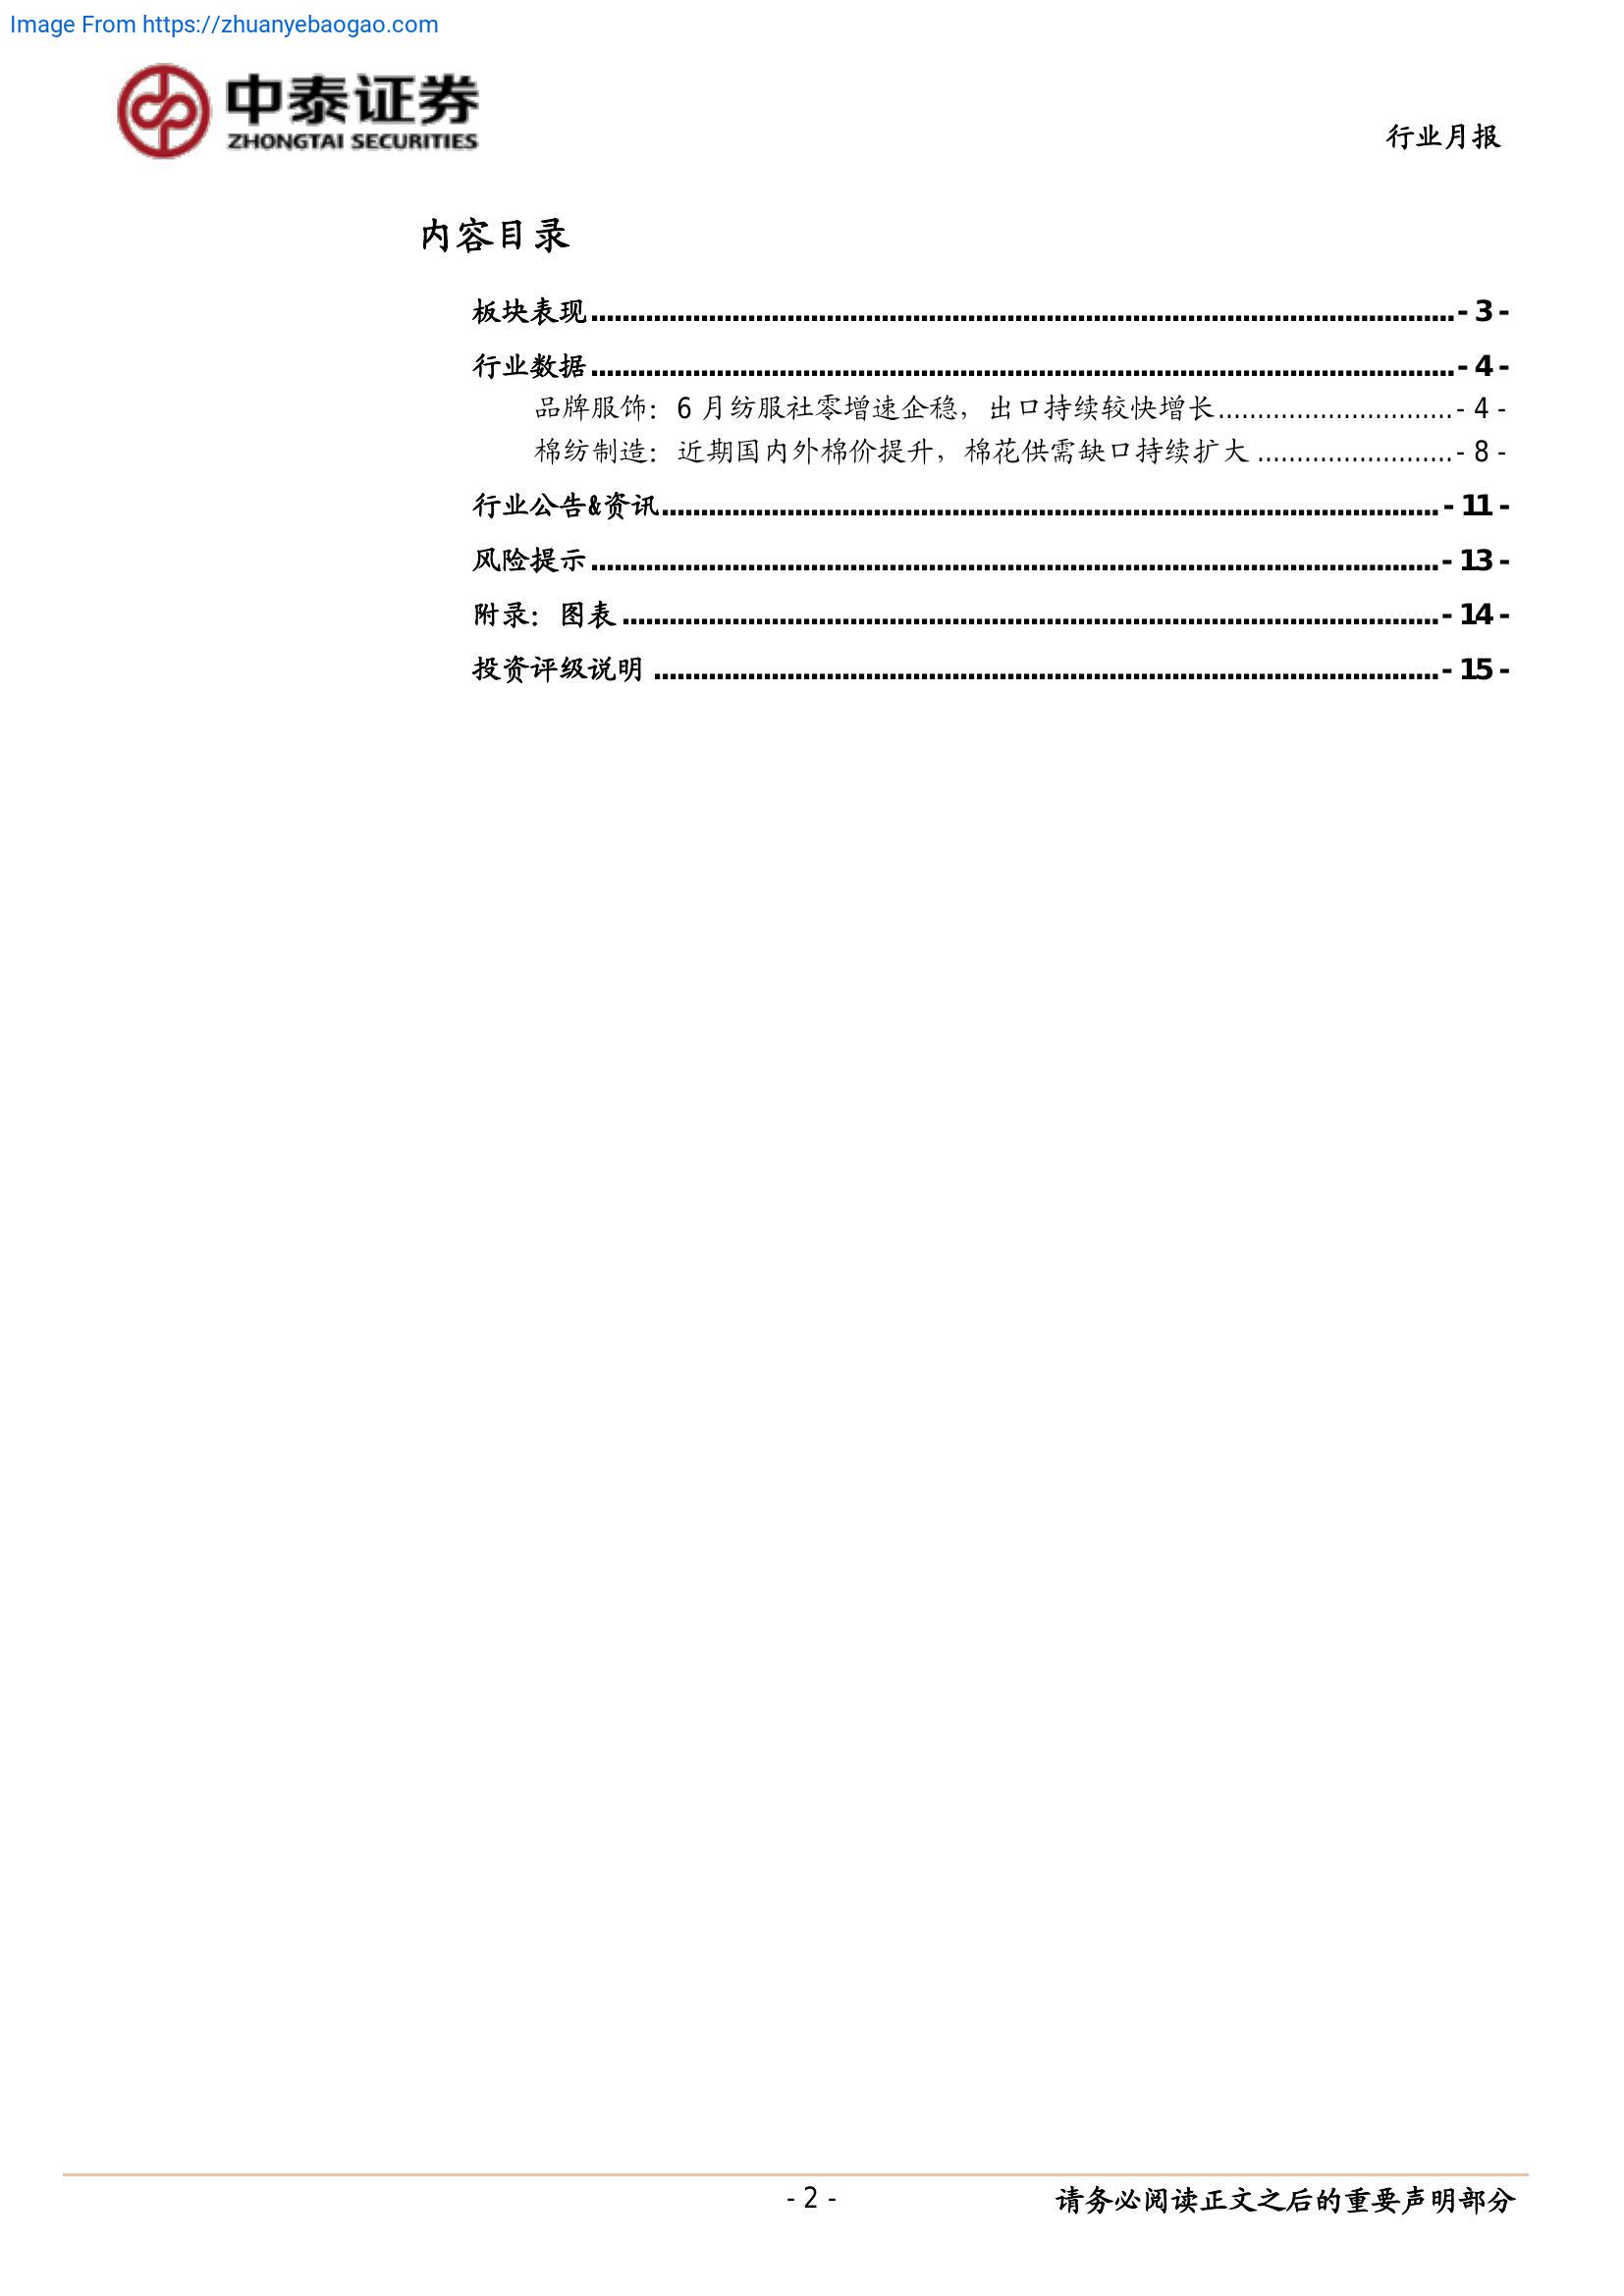 Image From https://zhuanyebaogao.com
中泰证券
ZHONGTAI SECURITIES
行业月报
内容目录
板块表现............................................................................................................- 3 -
行业数据............................................................................................................- 4 -
品牌服饰：6 月纺服社零增速企稳，出口持续较快增长..............................- 4 -
棉纺制造：近期国内外棉价提升，棉花供需缺口持续扩大 .........................- 8 -
行业公告&资讯.................................................................................................- 11 -
风险提示..........................................................................................................- 13 -
附录：图表 ......................................................................................................- 14 -
投资评级说明 ..................................................................................................- 15 -
- 2 -
请务必阅读正文之后的重要声明部分